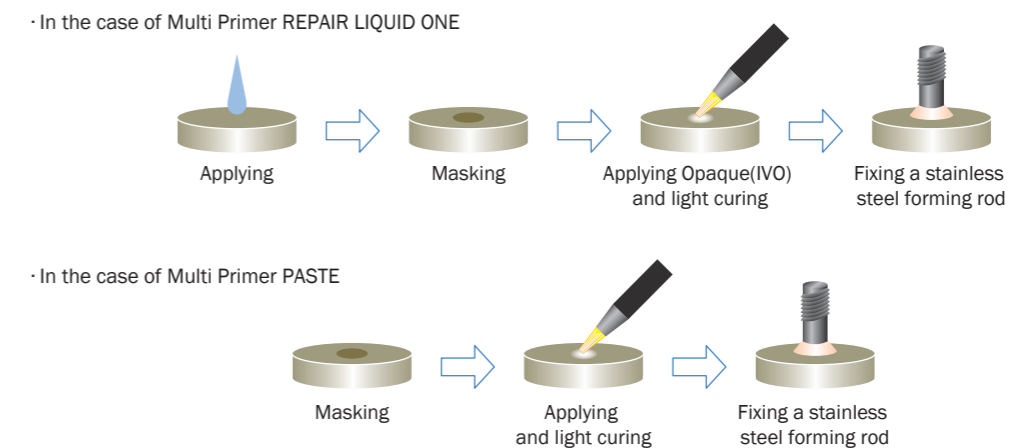 · In the case of Multi Primer REPAIR LIQUID ONE
Applying
Masking
Applying Opaque(IVO)
and light curing
Fixing a stainless
steel forming rod
· In the case of Multi Primer PASTE
Masking
Applying
and light curing
Fixing a stainless
steel forming rod